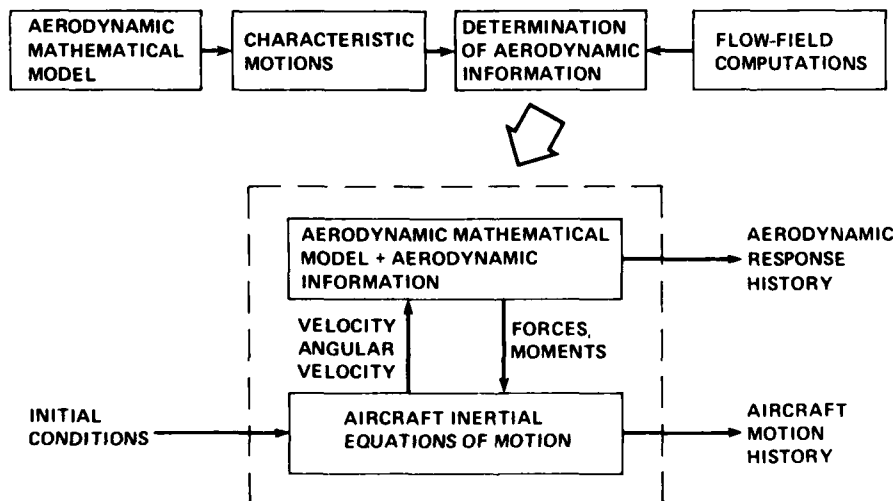 AERODYNAMIC
MATHEMATICAL
MODEL
CHARACTERISTIC
MOTIONS
DETERMINATION
OF AERODYNAMIC
INFORMATION
FLOW-FIELD
COMPUTATIONS
AERODYNAMIC MATHEMATICAL
MODEL + AERODYNAMIC
INFORMATION
AERODYNAMIC
RESPONSE
HISTORY
VELOCITY
ANGULAR
VELOCITY
FORCES,
MOMENTS
INITIAL
CONDITIONS
AIRCRAFT INERTIAL
EQUATIONS OF MOTION
AIRCRAFT
MOTION
HISTORY